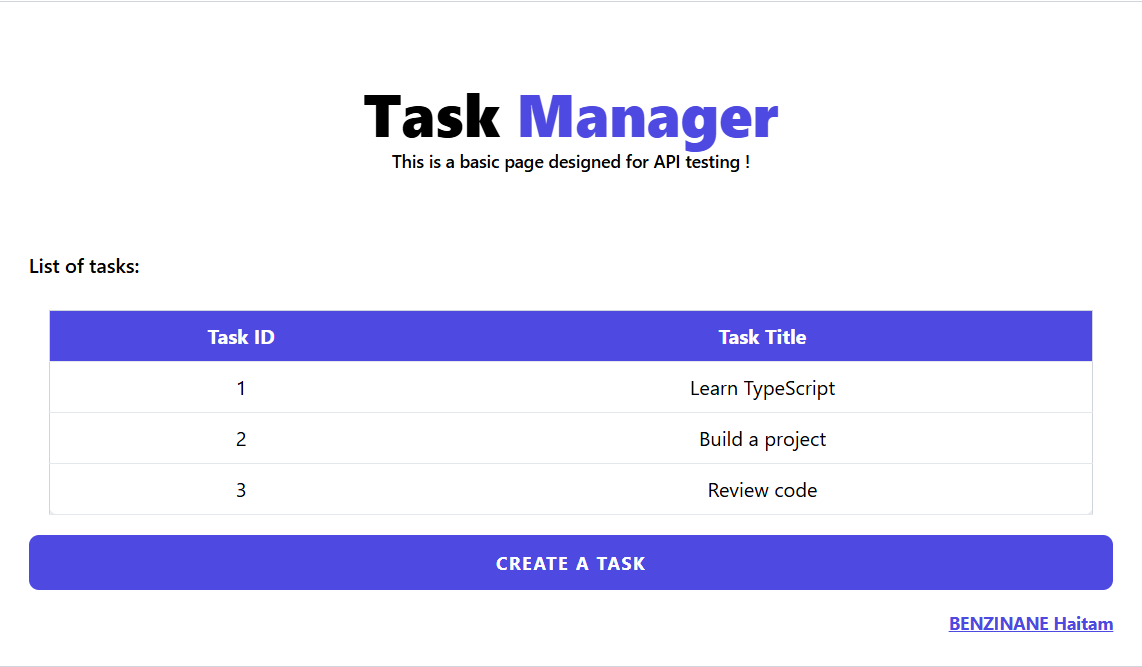 Task Manager
This is a basic page designed for API testing !
List of tasks:
Task ID Task Title
1 Learn TypeScript
2 Build a project
3 Review code
CREATE A TASK
BENZINANE Haitam